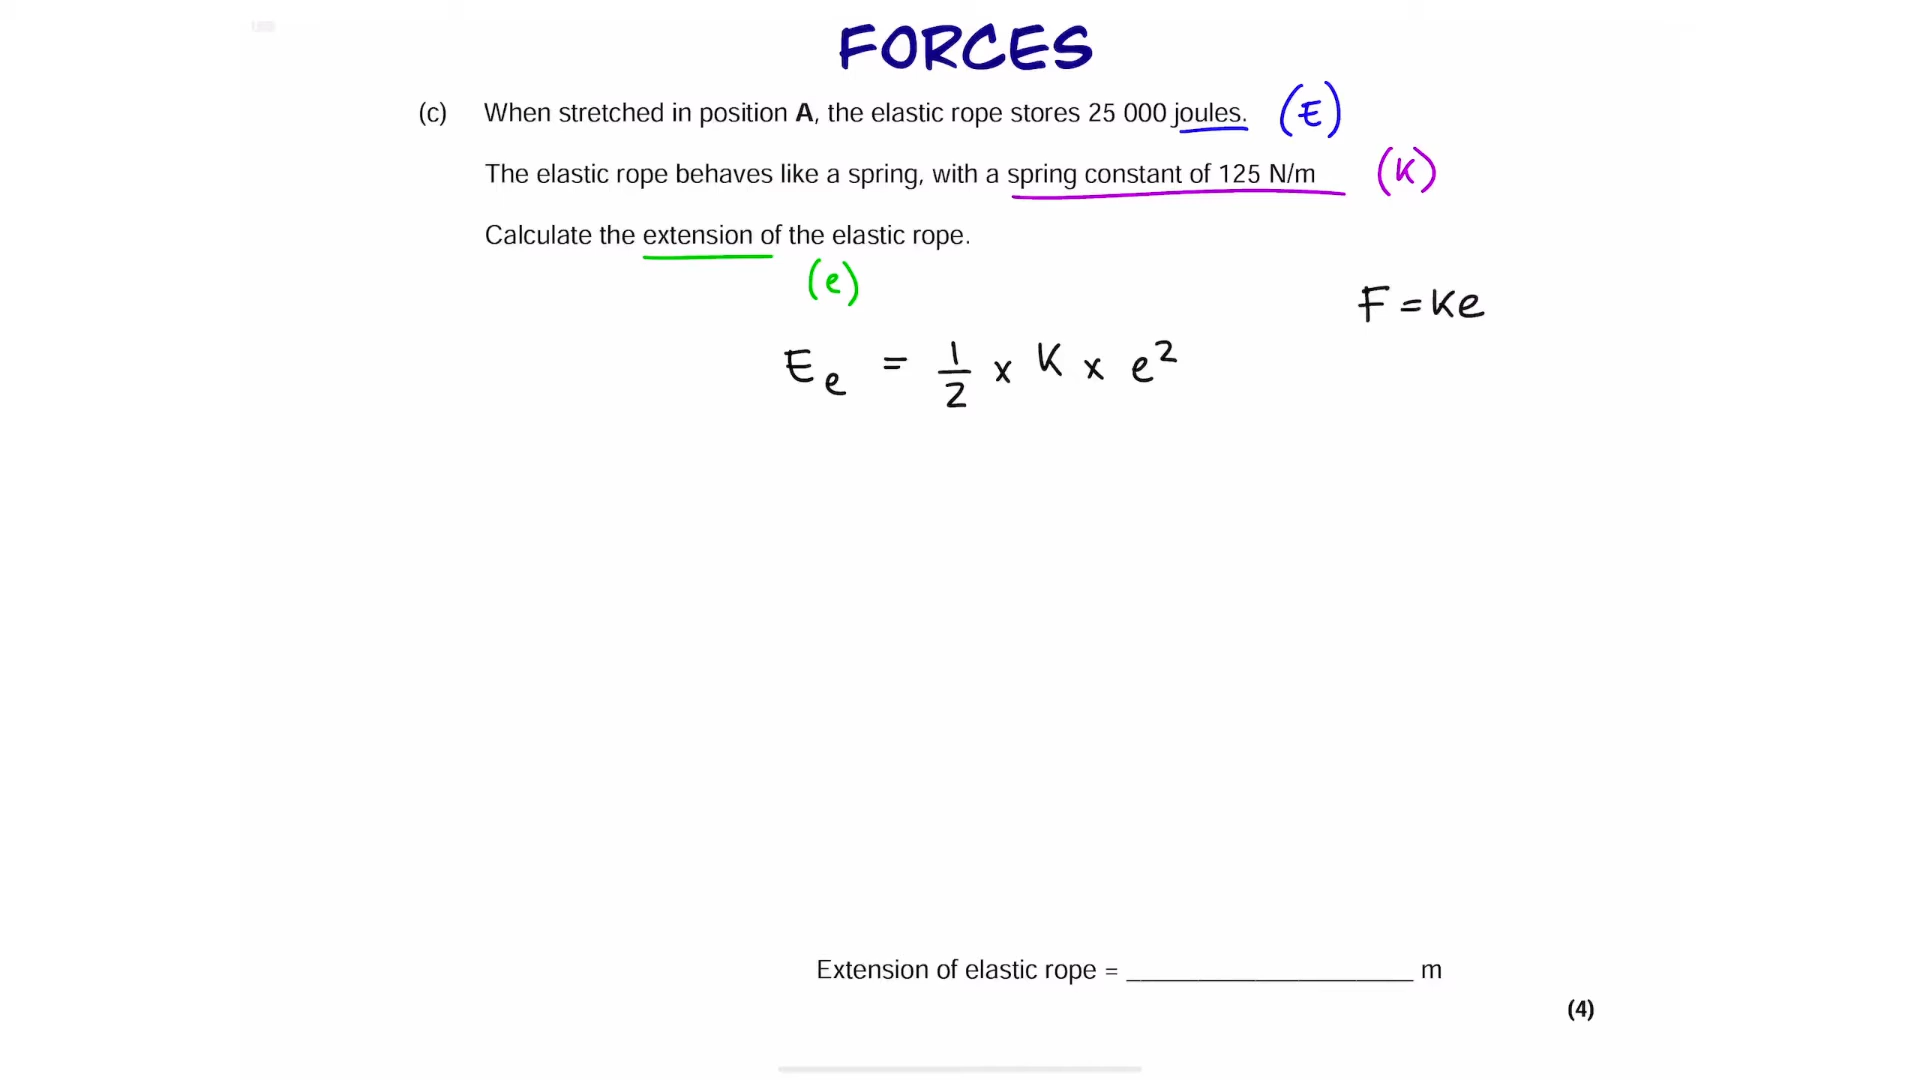 FORCES
(c) When stretched in position A, the elastic rope stores 25 000 joules. (E)
The elastic rope behaves like a spring, with a spring constant of 125 N/m (K)
Calculate the extension of the elastic rope.
(e)
F = Ke
E_e = 1/2 × K × e²
Extension of elastic rope = ____________________ m
(4)